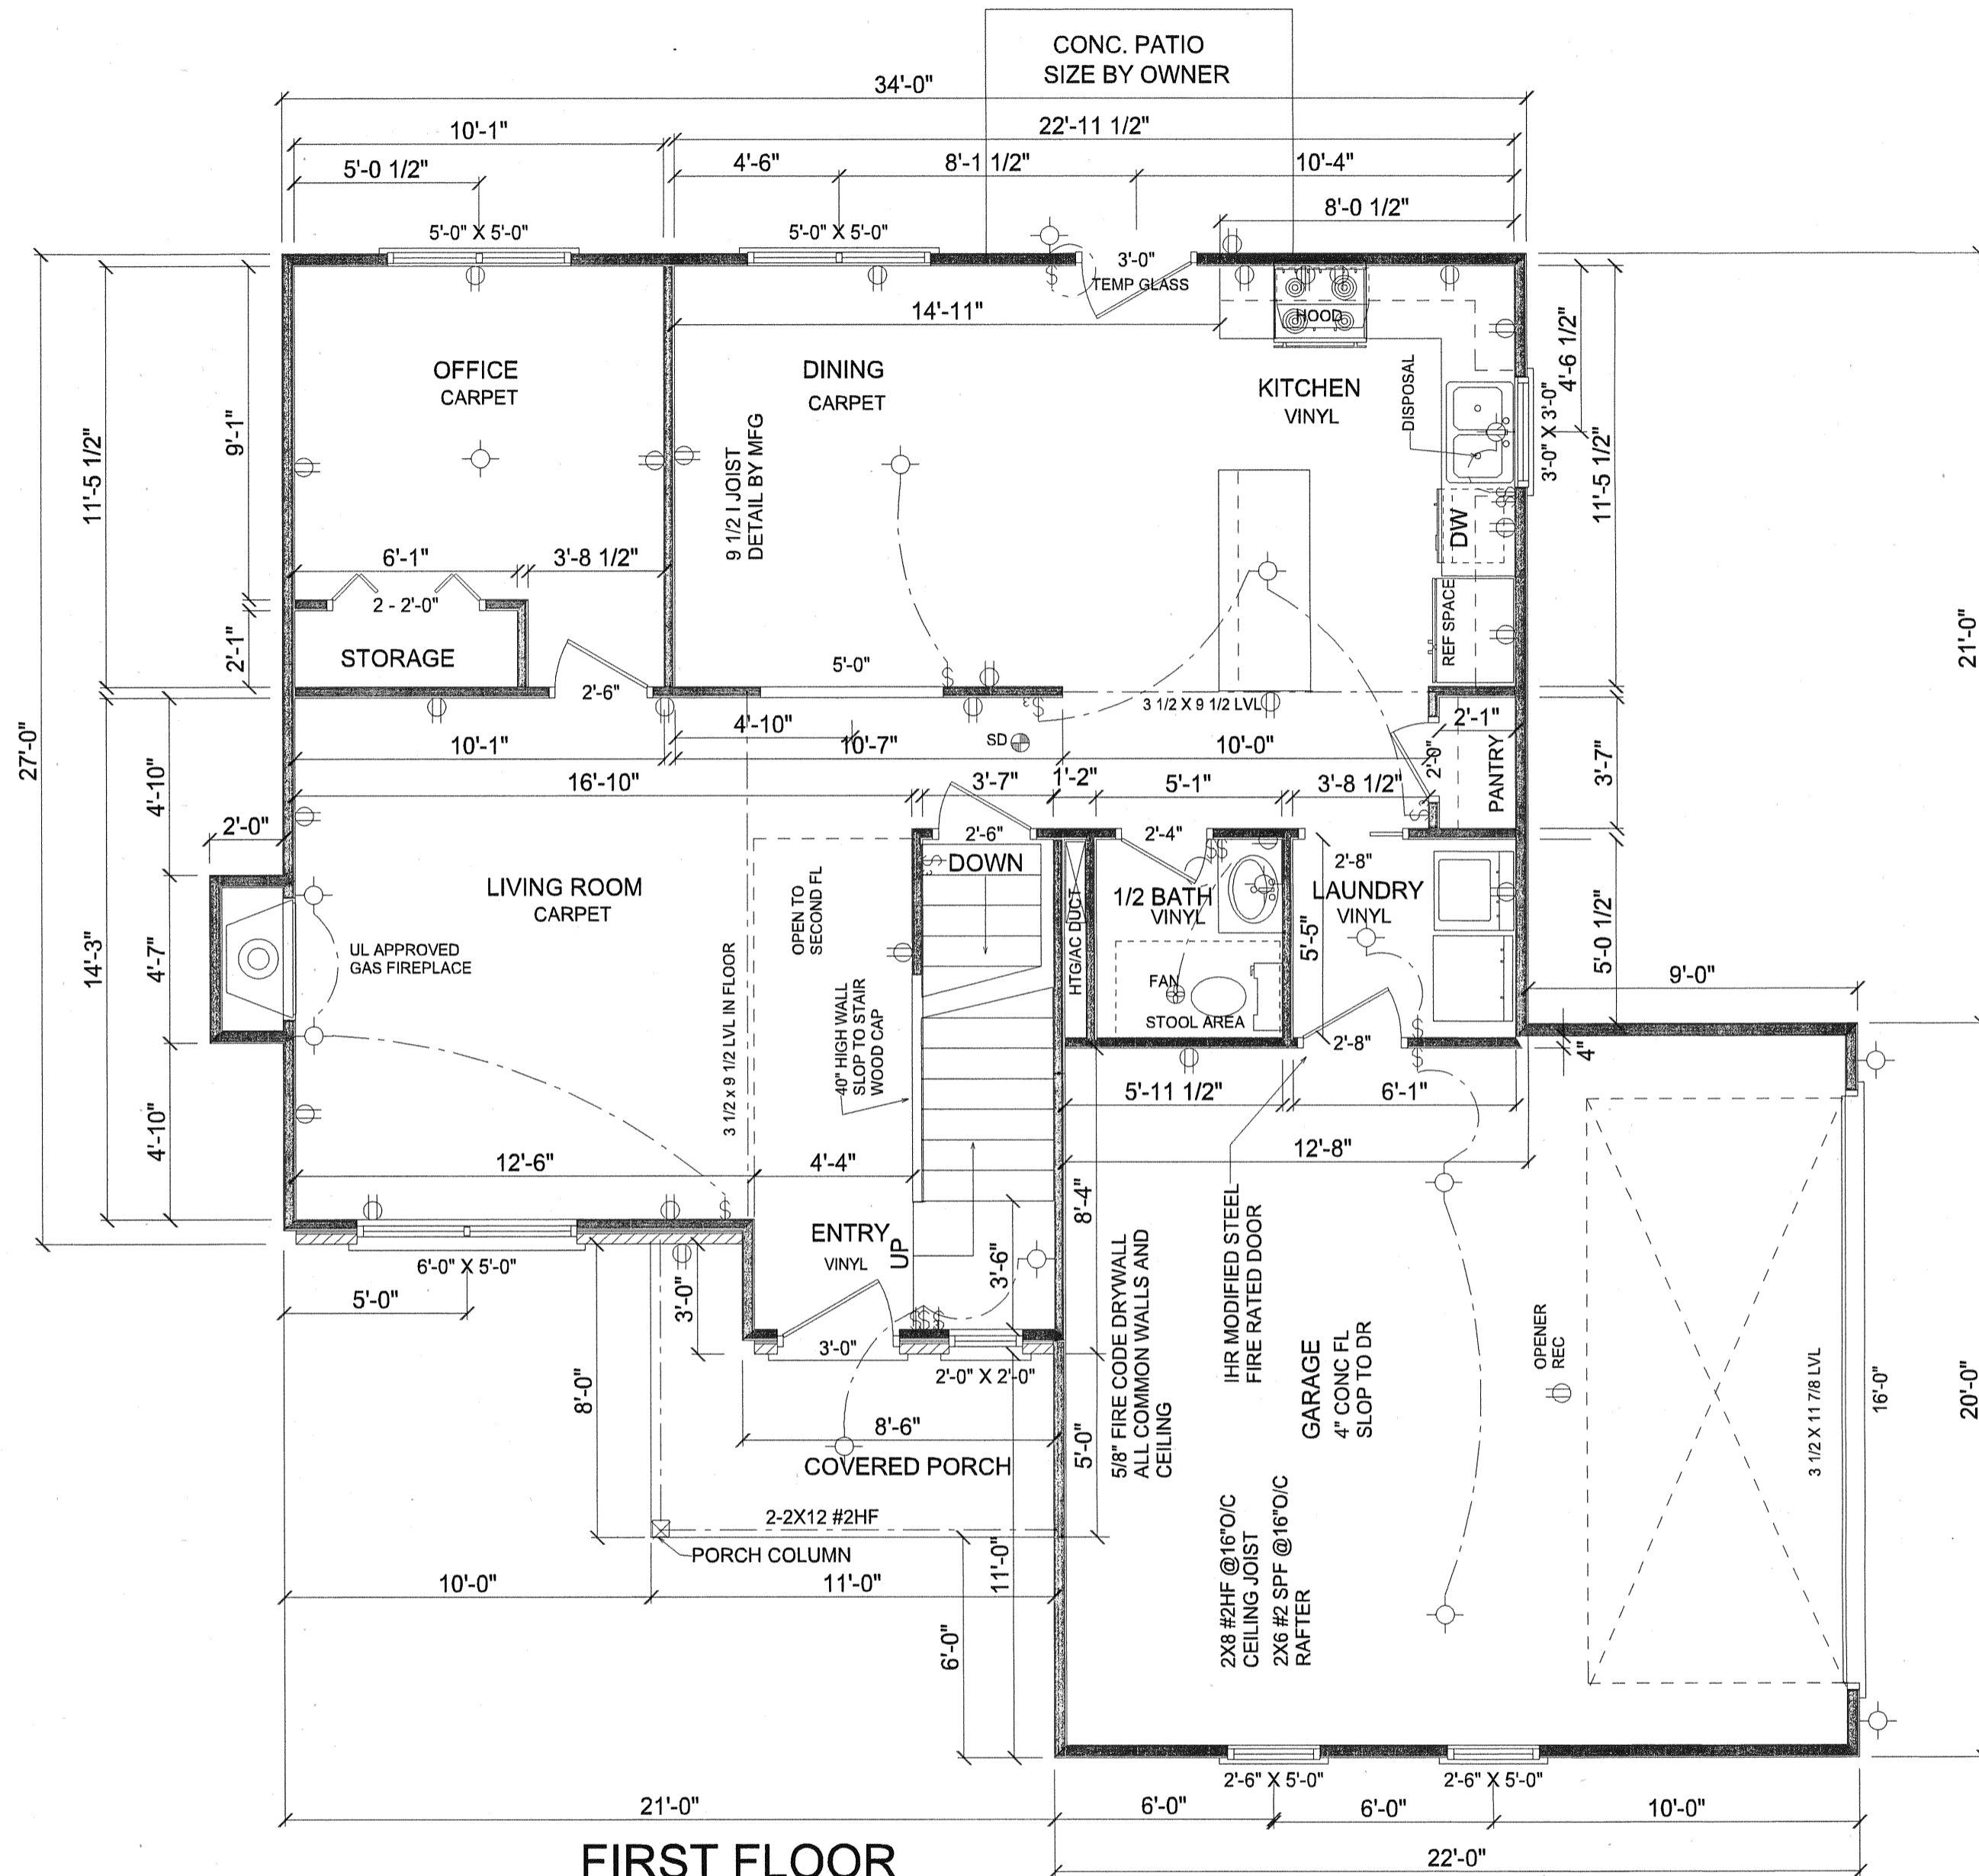 CONC. PATIO
SIZE BY OWNER
34'-0"
10'-1"
22'-11 1/2"
5'-0 1/2"
4'-6"
8'-1 1/2"
10'-4"
8'-0 1/2"
5'-0" X 5'-0"
5'-0" X 5'-0"
3'-0"
TEMP GLASS
14'-11"
HOOD
OFFICE
CARPET
DINING
CARPET
KITCHEN
VINYL
DISPOSAL
3'-0" X 3'-0"
4'-6 1/2"
11'-5 1/2"
21'-0"
27'-0"
11'-5 1/2"
9'-1"
2'-1"
9 1/2 I JOIST
DETAIL BY MFG
DW
REF SPACE
6'-1"
3'-8 1/2"
2 - 2'-0"
STORAGE
2'-6"
5'-0"
3 1/2 X 9 1/2 LVL
4'-10"
SD
10'-1"
10'-7"
10'-0"
2'-1"
2'-0"
PANTRY
3'-7"
16'-10"
3'-7"
1'-2"
5'-1"
3'-8 1/2"
4'-10"
2'-0"
14'-3"
4'-7"
4'-10"
2'-6"
DOWN
2'-4"
2'-8"
LIVING ROOM
CARPET
UL APPROVED
GAS FIREPLACE
OPEN TO
SECOND FL
3 1/2 x 9 1/2 LVL IN FLOOR
40" HIGH WALL
SLOP TO STAIR
WOOD CAP
HTG/AC DUCT
1/2 BATH
VINYL
FAN
STOOL AREA
5'-5"
LAUNDRY
VINYL
2'-8"
5'-0 1/2"
9'-0"
4"
5'-11 1/2"
6'-1"
12'-8"
12'-6"
4'-4"
ENTRY
VINYL
UP
3'-6"
8'-4"
6'-0" X 5'-0"
5'-0"
3'-0"
8'-0"
3'-0"
2'-0" X 2'-0"
8'-6"
COVERED PORCH
5'-0"
2-2X12 #2HF
PORCH COLUMN
10'-0"
11'-0"
11'-0"
6'-0"
5/8" FIRE CODE DRYWALL
ALL COMMON WALLS AND
CEILING
IHR MODIFIED STEEL
FIRE RATED DOOR
GARAGE
4" CONC FL
SLOP TO DR
OPENER
REC
3 1/2 X 11 7/8 LVL
16'-0"
20'-0"
2X8 #2HF @16"O/C
CEILING JOIST
2X6 #2 SPF @16"O/C
RAFTER
2'-6" X 5'-0"
2'-6" X 5'-0"
21'-0"
6'-0"
6'-0"
10'-0"
22'-0"
FIRST FLOOR